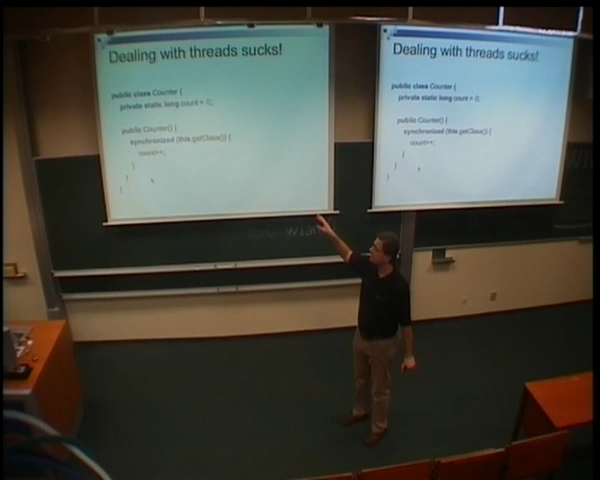 Dealing with threads sucks!
public class Counter {
private static long count = 0;
public Counter() {
synchronized (this.getClass()) {
count++;
}
}
}
Dealing with threads sucks!
public class Counter {
private static long count = 0;
public Counter() {
synchronized (this.getClass()) {
count++;
}
}
}